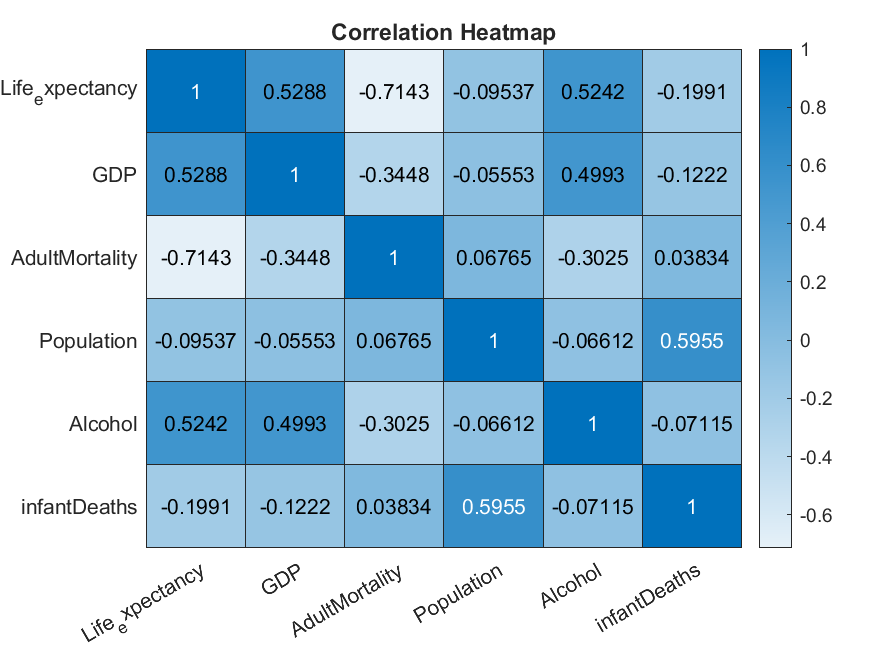 Correlation Heatmap
Life_expectancy 1 0.5288 -0.7143 -0.09537 0.5242 -0.1991
GDP 0.5288 1 -0.3448 -0.05553 0.4993 -0.1222
AdultMortality -0.7143 -0.3448 1 0.06765 -0.3025 0.03834
Population -0.09537 -0.05553 0.06765 1 -0.06612 0.5955
Alcohol 0.5242 0.4993 -0.3025 -0.06612 1 -0.07115
infantDeaths -0.1991 -0.1222 0.03834 0.5955 -0.07115 1
Life_expectancy GDP AdultMortality Population Alcohol infantDeaths
1
0.8
0.6
0.4
0.2
0
-0.2
-0.4
-0.6